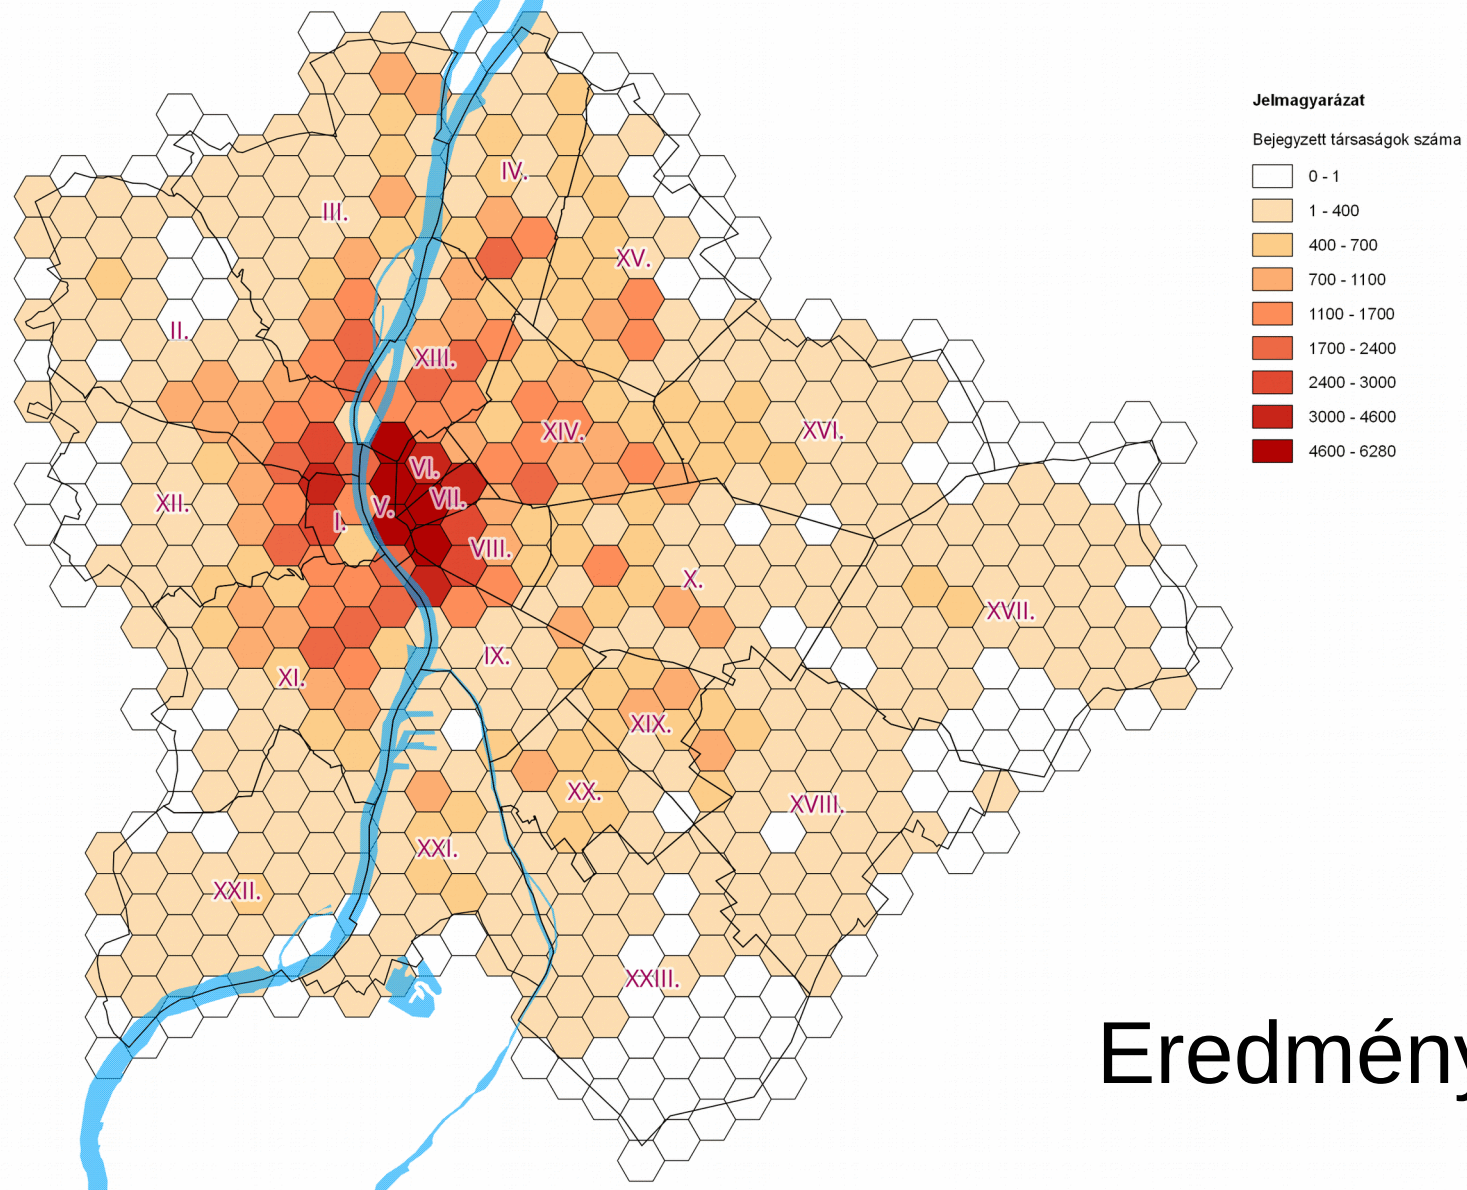 Jelmagyarázat
Bejegyzett társaságok száma
0 - 1
1 - 400
400 - 700
700 - 1100
1100 - 1700
1700 - 2400
2400 - 3000
3000 - 4600
4600 - 6280
IV.
III.
XV.
II.
XIII.
XIV.
XVI.
VI.
VII.
XII.
V.
I.
VIII.
X.
XVII.
IX.
XI.
XIX.
XX.
XVIII.
XXI.
XXII.
XXIII.
Eredmény